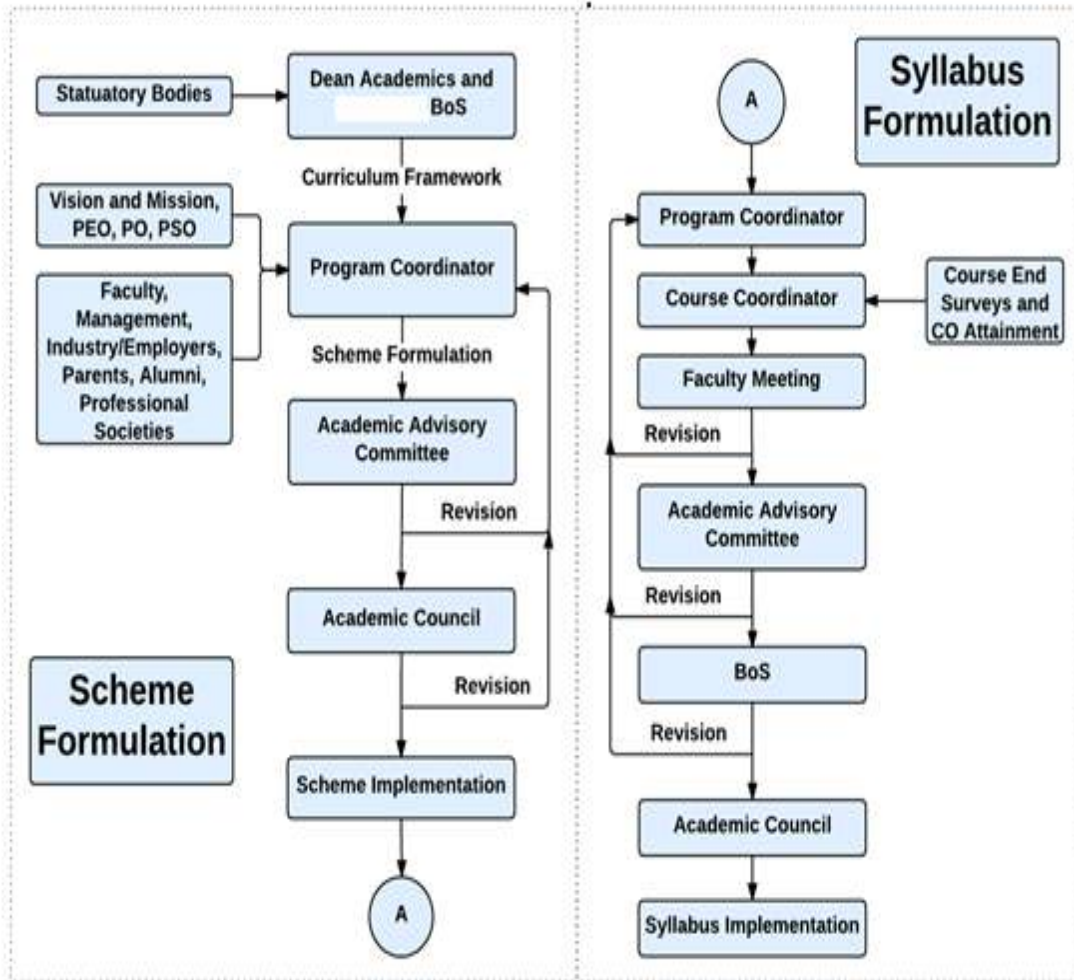 Statuatory Bodies
Dean Academics and
BoS
Curriculum Framework
Vision and Mission,
PEO, PO, PSO
Program Coordinator
Faculty,
Management,
Industry/Employers,
Parents, Alumni,
Professional
Societies
Scheme Formulation
Academic Advisory
Committee
Revision
Academic Council
Revision
Scheme
Formulation
Scheme Implementation
A
Syllabus
Formulation
A
Program Coordinator
Course Coordinator
Course End
Surveys and
CO Attainment
Faculty Meeting
Revision
Academic Advisory
Committee
Revision
BoS
Revision
Academic Council
Syllabus Implementation